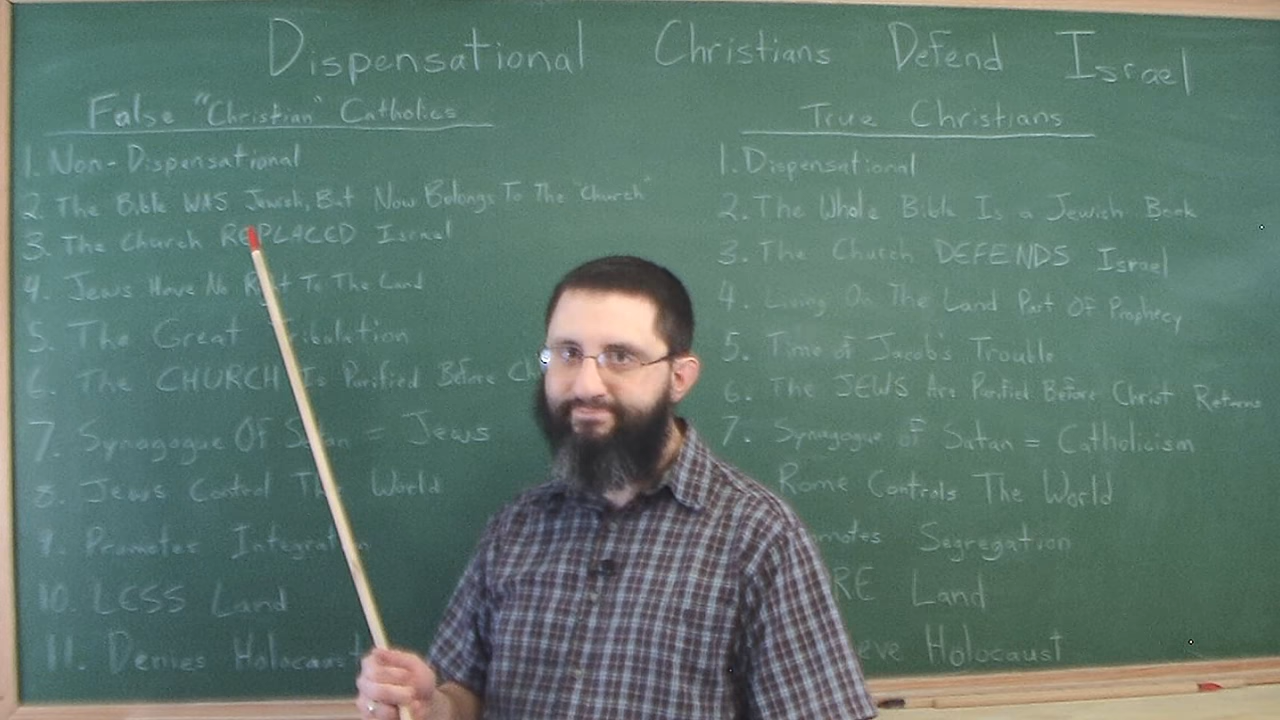 Dispensational Christians Defend Israel
False "Christian" Catholics
1. Non-Dispensational
2. The Bible WAS Jewish, But Now Belongs To The "Church"
3. The Church REPLACED Israel
4. Jews Have No Right To The Land
5. The Great Tribulation
6. The CHURCH Is Purified Before
7. Synagogue Of Satan = Jews
8. Jews Control The World
9. Promotes Integration
10. LESS Land
11. Denies Holocaust
True Christians
1. Dispensational
2. The Whole Bible Is a Jewish Book
3. The Church DEFENDS Israel
4. Living On The Land Part Of Prophecy
5. Time of Jacob's Trouble
6. The JEWS Are Purified Before Christ Returns
7. Synagogue of Satan = Catholicism
Rome Controls The World
motes Segregation
RE Land
eve Holocaust